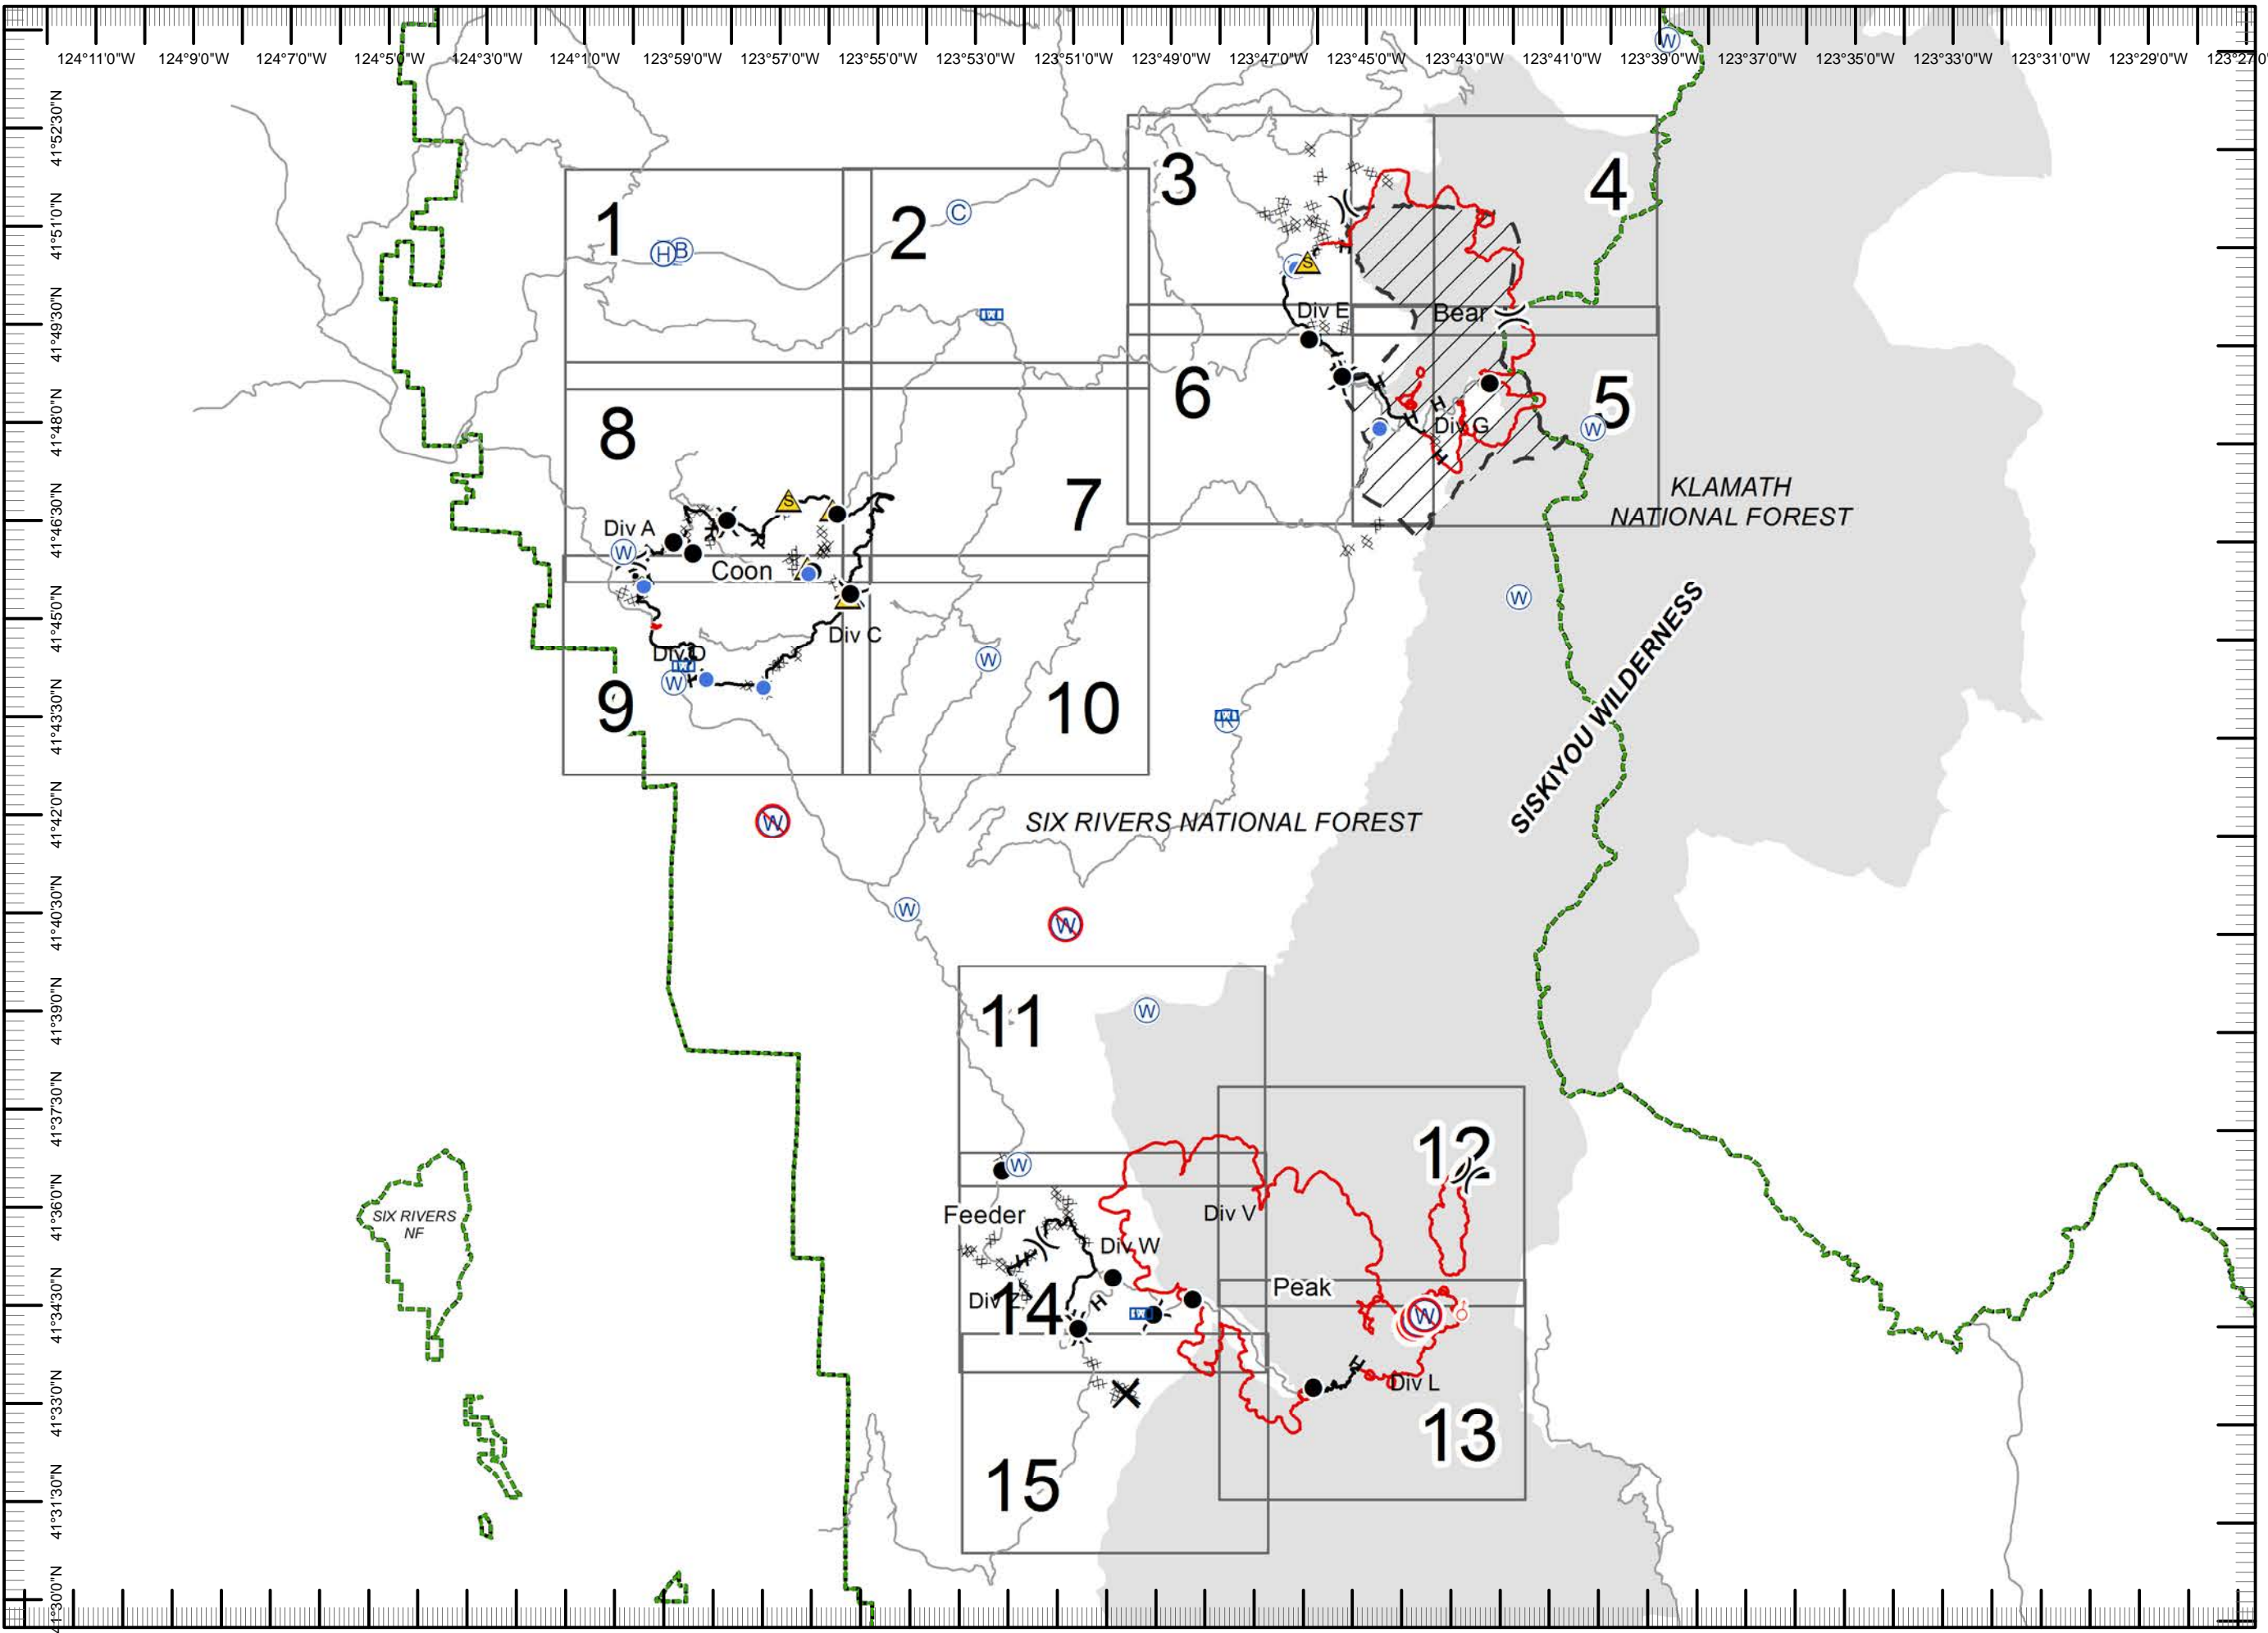 124°11'0"W 124°9'0"W 124°7'0"W 124°5'0"W 124°3'0"W 124°1'0"W 123°59'0"W 123°57'0"W 123°55'0"W 123°53'0"W 123°51'0"W 123°49'0"W 123°47'0"W 123°45'0"W 123°43'0"W 123°41'0"W 123°39'0"W 123°37'0"W 123°35'0"W 123°33'0"W 123°31'0"W 123°29'0"W
W
41°52'30"N
41°51'0"N
41°49'30"N
41°48'0"N
41°46'30"N
41°45'0"N
41°43'30"N
41°42'0"N
41°40'30"N
41°39'0"N
41°37'30"N
41°36'0"N
41°34'30"N
41°33'0"N
41°31'30"N
41°30'0"N
3
4
1
2
C
H B
S
Div E
Bear
6
5
8
Div G
W
7
S
KLAMATH
NATIONAL FOREST
Div A
W
Coon
W
Div C
Div D
W
W
9
10
SISKIYOU WILDERNESS
W
SIX RIVERS NATIONAL FOREST
W
W
11
W
12
W
SIX RIVERS
NF
Feeder
Div V
Div W
Peak
Div Z
14
H
W
H
Div L
13
15